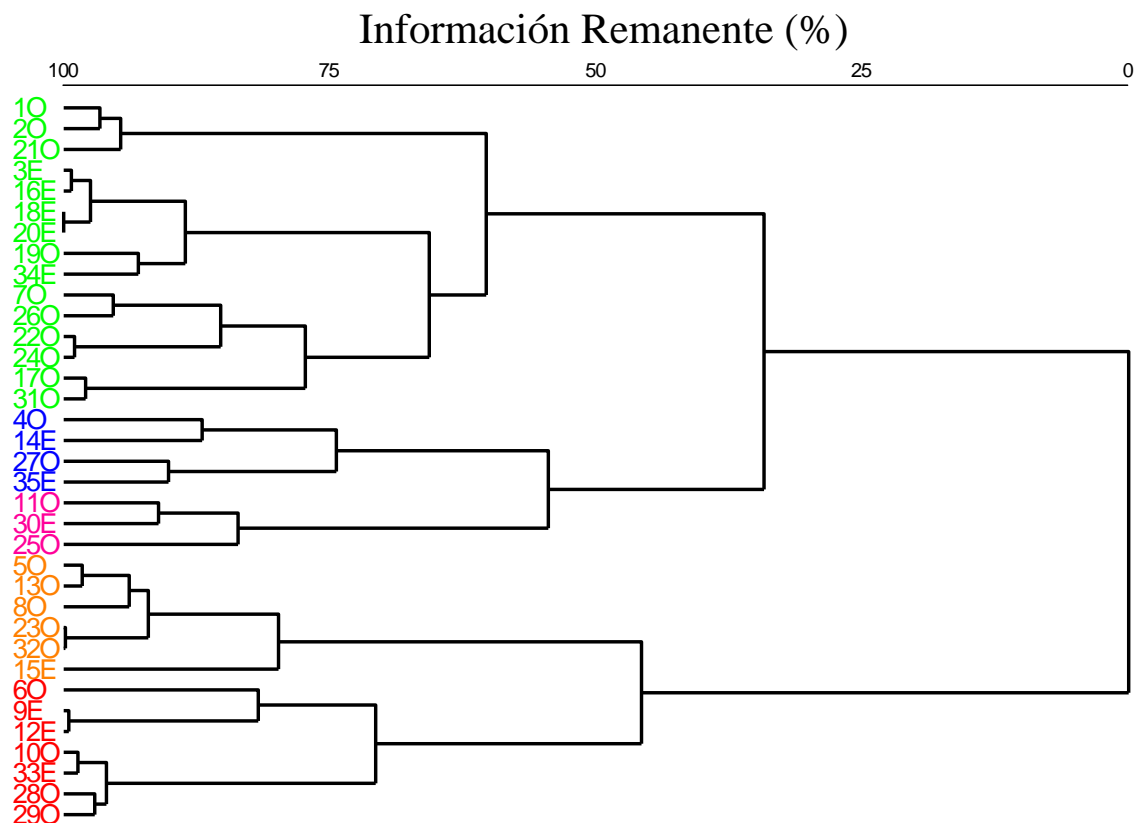 Información Remanente (%)
100 75 50 25 0
1O
2O
21O
3E
16E
18E
20E
19O
34E
7O
26O
22O
24O
17O
31O
4O
14E
27O
35E
11O
30E
25O
5O
13O
8O
23O
32O
15E
6O
9E
12E
10O
33E
28O
29O